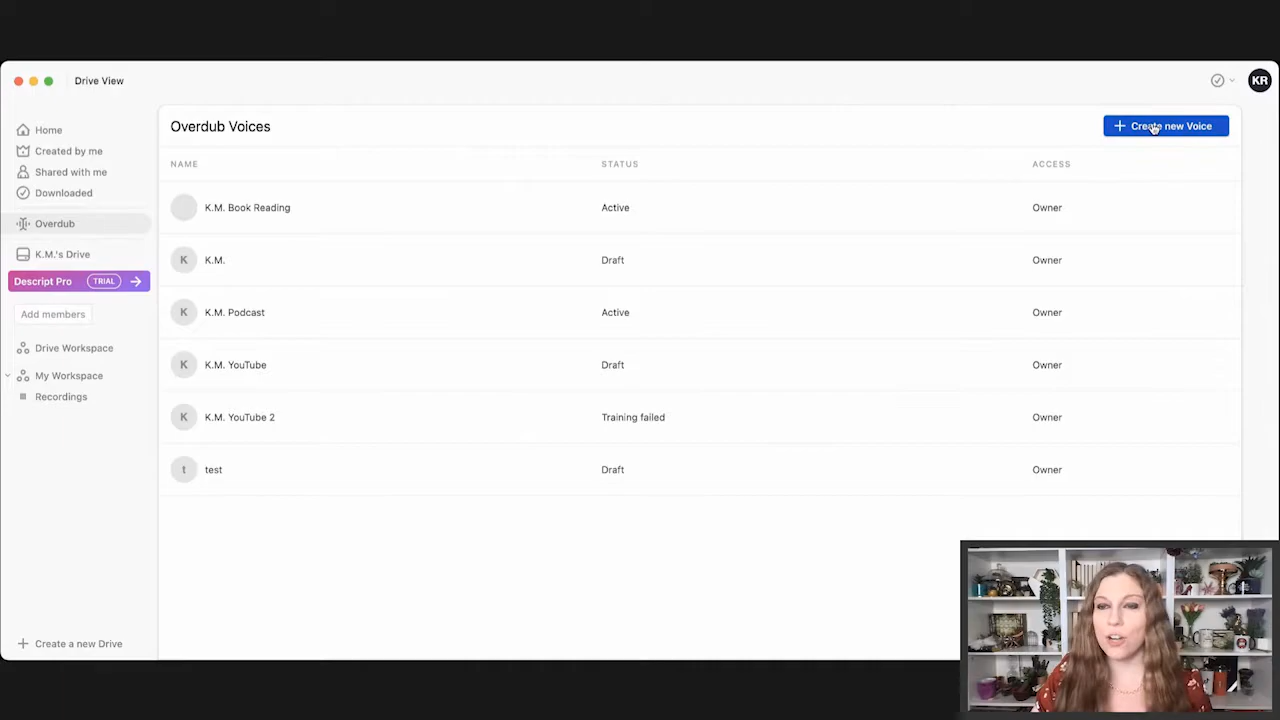 Drive View
KR
Home
Created by me
Shared with me
Downloaded
Overdub
K.M.'s Drive
Descript Pro TRIAL
Add members
Drive Workspace
My Workspace
Recordings
Create a new Drive
Overdub Voices
+ Create new Voice
NAME STATUS ACCESS
K.M. Book Reading Active Owner
K K.M. Draft Owner
K K.M. Podcast Active Owner
K K.M. YouTube Draft Owner
K K.M. YouTube 2 Training failed Owner
t test Draft Owner